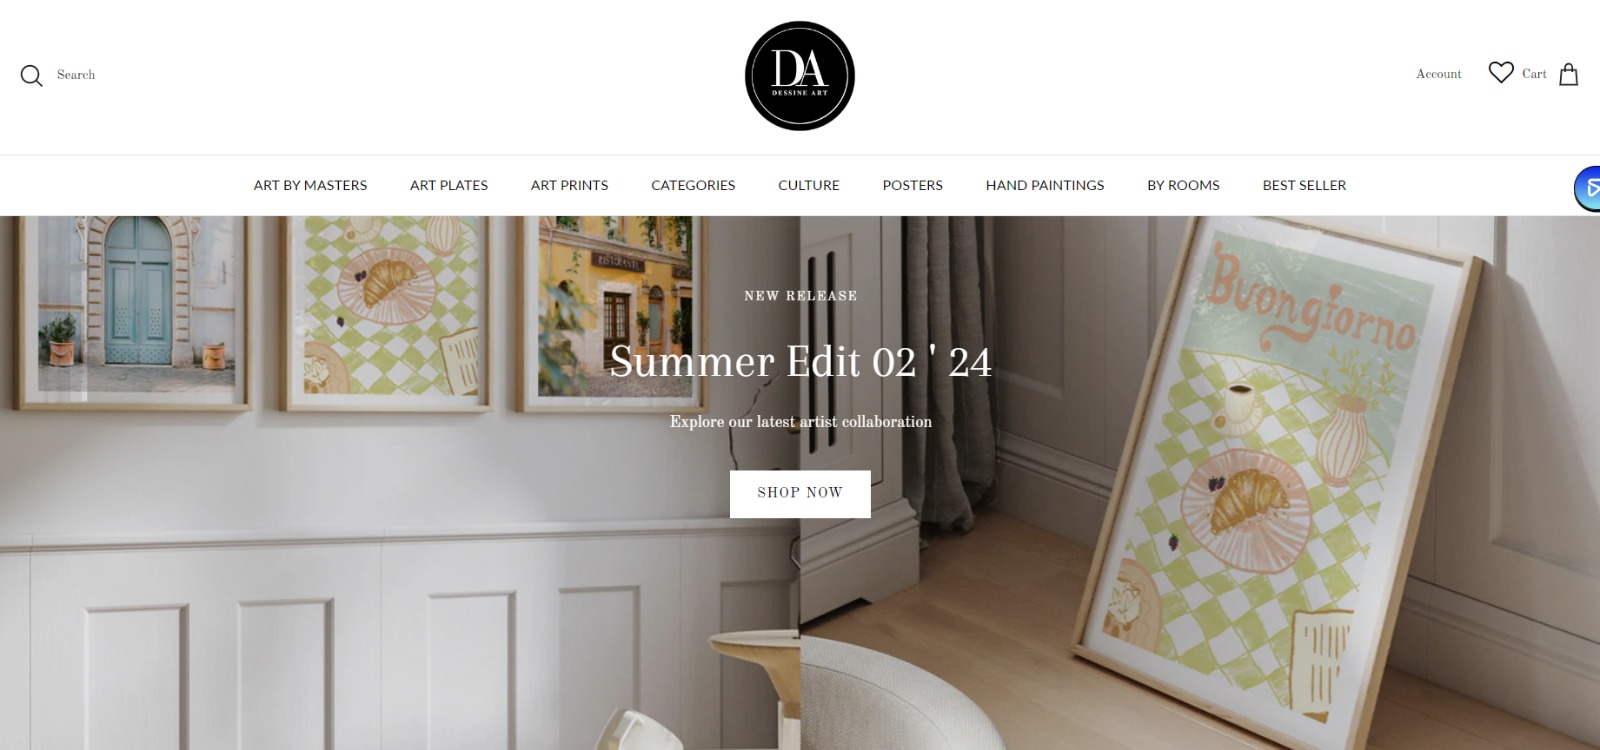 Search
DA
DESSINE ART
Account
Cart
ART BY MASTERS
ART PLATES
ART PRINTS
CATEGORIES
CULTURE
POSTERS
HAND PAINTINGS
BY ROOMS
BEST SELLER
RISTORANTE
Buongiorno
NEW RELEASE
Summer Edit 02 ' 24
Explore our latest artist collaboration
SHOP NOW